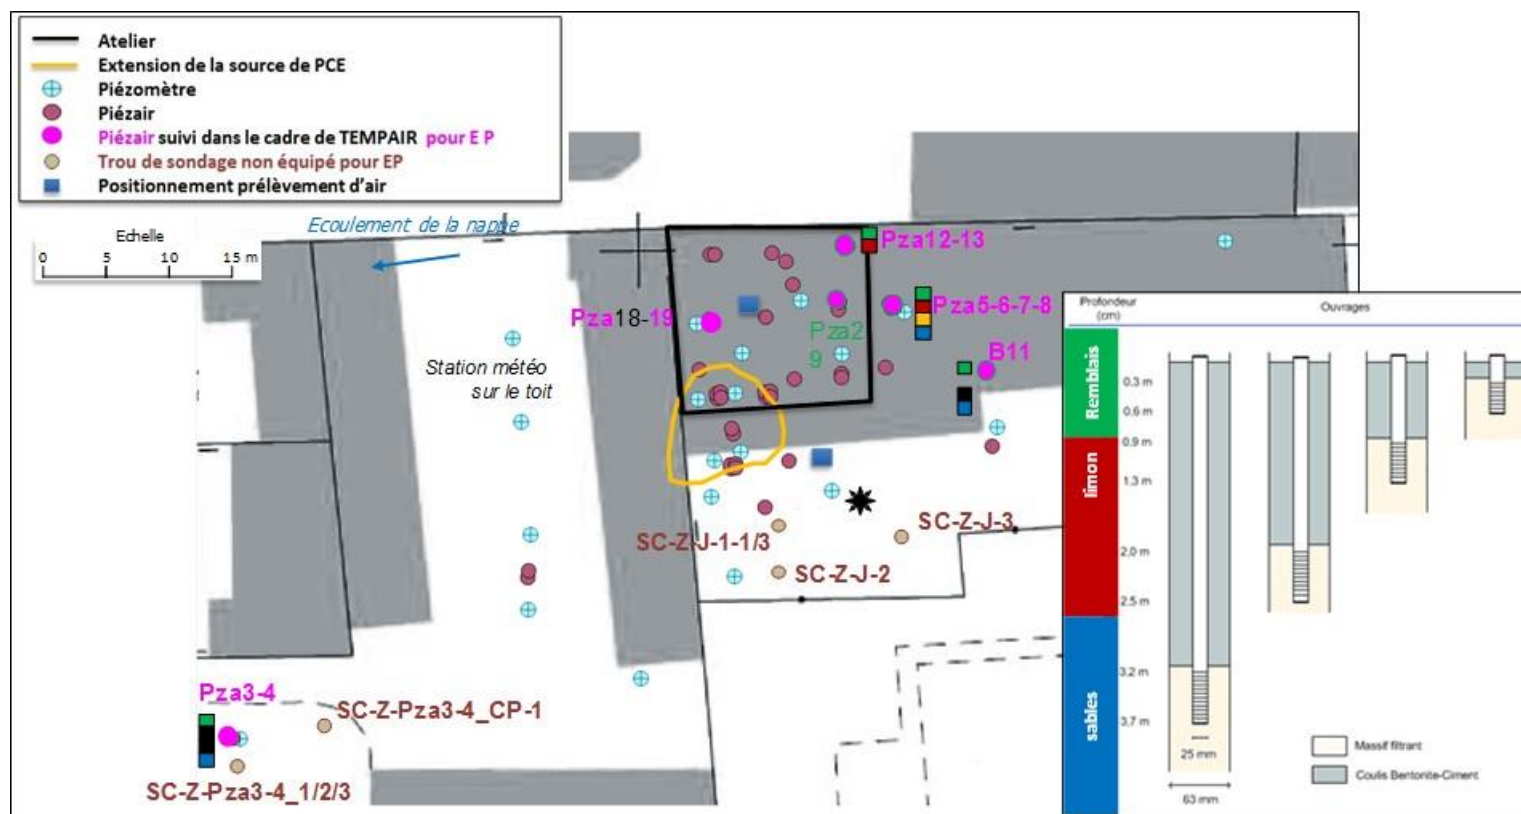 Atelier
Extension de la source de PCE
Piézomètre
Piézair
Piézair suivi dans le cadre de TEMPAIR pour E P
Trou de sondage non équipé pour EP
Positionnement prélèvement d'air
Ecoulement de la nappe
Echelle
0 5 10 15 m
Pza12-13
Pza18-19
Pza5-6-7-8
Pza2
9
B11
Station météo
sur le toit
SC-Z-J-1-1/3
SC-Z-J-3
SC-Z-J-2
Pza3-4
SC-Z-Pza3-4_CP-1
SC-Z-Pza3-4_1/2/3
Profondeur
(cm)
Ouvrages
Remblais
limon
sables
0.3 m
0.6 m
0.9 m
1.3 m
2.0 m
2.5 m
3.2 m
3.7 m
25 mm
63 mm
Massif filtrant
Coulis Bentonite-Ciment